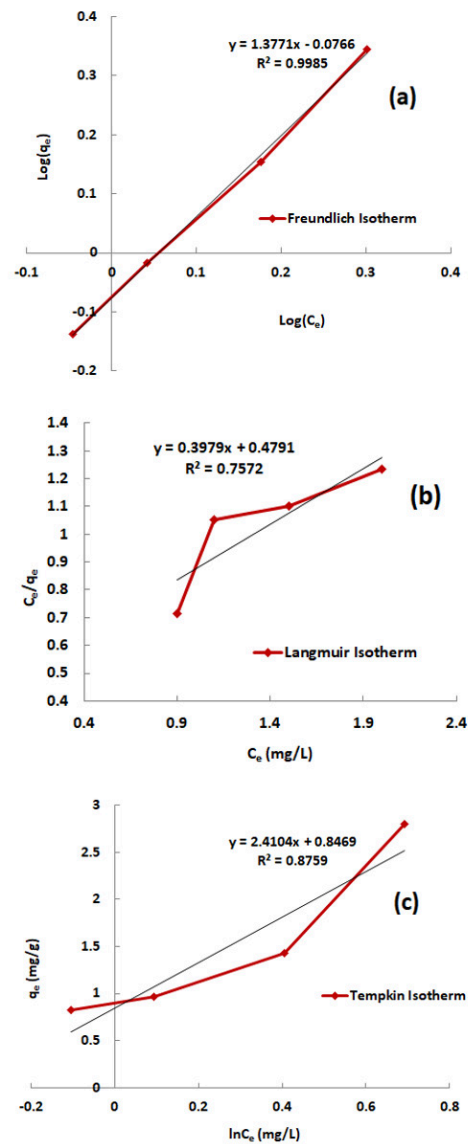 0.4
y = 1.3771x - 0.0766
R² = 0.9985
0.3
(a)
0.2
Log(qₑ)
0.1
Freundlich Isotherm
0
-0.1
0
0.1
0.2
0.3
0.4
-0.1
Log(Cₑ)
-0.2
1.4
y = 0.3979x + 0.4791
1.3
R² = 0.7572
1.2
(b)
1.1
1
Cₑ/qₑ
0.9
0.8
0.7
Langmuir Isotherm
0.6
0.5
0.4
0.4
0.9
1.4
1.9
2.4
Cₑ (mg/L)
3
y = 2.4104x + 0.8469
2.5
R² = 0.8759
2
(c)
qₑ (mg/g)
1.5
1
Tempkin Isotherm
0.5
0
-0.2
0
0.2
0.4
0.6
0.8
lnCₑ (mg/L)